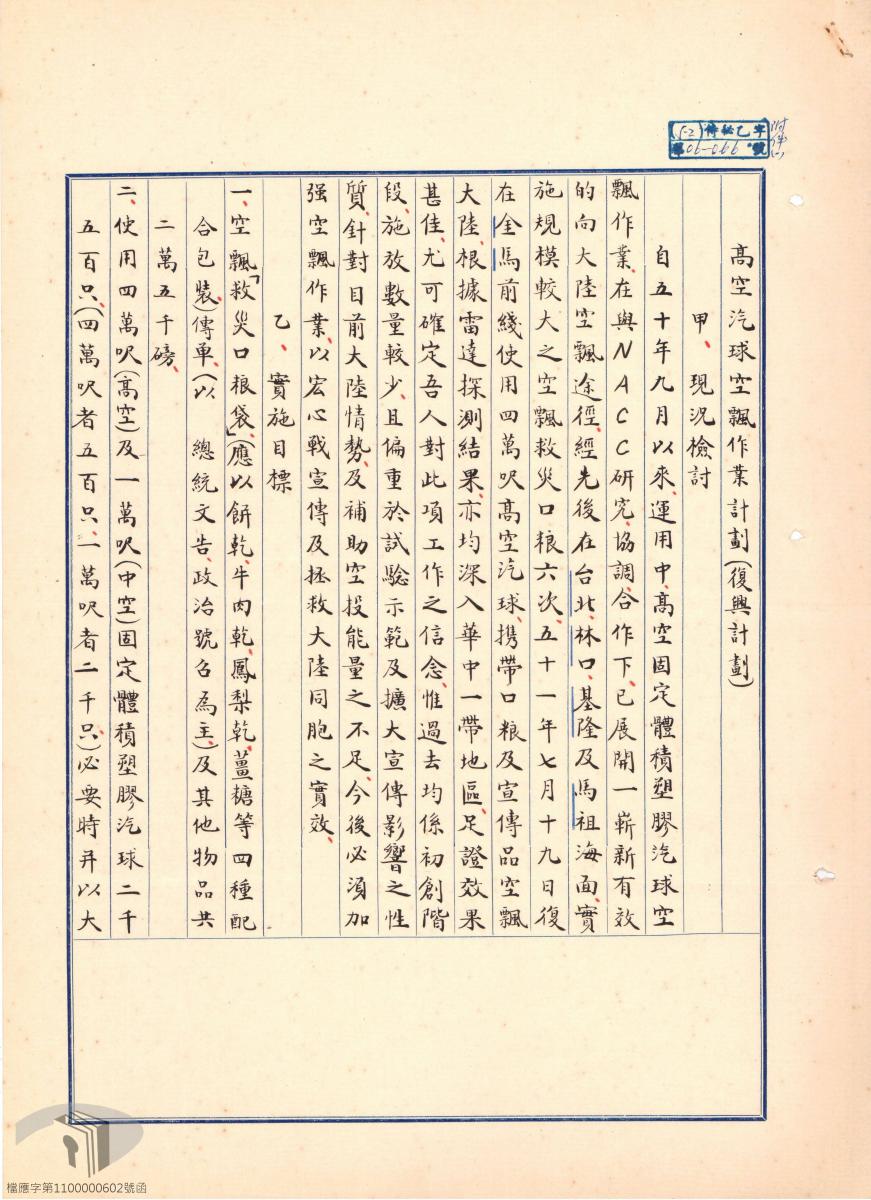 附件(一)
(52)特秘乙字
第06-066號
高空汽球空飄作業計劃(復興計劃)
甲、現況檢討
自五十年九月以來、運用中、高空固定體積塑膠汽球空
飄作業、在與NACC研究、協調、合作下、已展開一嶄新有效
的向大陸空飄途徑、經先後在台北、林口、基隆及馬祖海面、實
施規模較大之空飄救災口粮六次、五十一年七月十九日復
在金馬前綫使用四萬呎高空汽球、携帶口粮及宣傳品空飄
大陸、根據雷達探測結果、亦均深入華中一帶地區、足證效果
甚佳、尤可確定吾人對此項工作之信念、惟過去均係初創階
段、施放數量較少、且偏重於試驗示範及擴大宣傳影響之性
質、針對目前大陸情勢、及補助空投能量之不足、今後必須加
强空飄作業、以宏心戰宣傳及拯救大陸同胞之實效、
乙、實施目標
一、空飄「救災口粮袋」、(應以餅乾、牛肉乾、鳳梨乾、薑糖等四種配
合包裝)、傳單、(以　總統文告、政治號召為主)、及其他物品共
二萬五千磅、
二、使用四萬呎(高空)及一萬呎(中空)固定體積塑膠汽球二千
五百只、(四萬呎者五百只、一萬呎者二千只、)必要時并以大
檔應字第1100000602號函